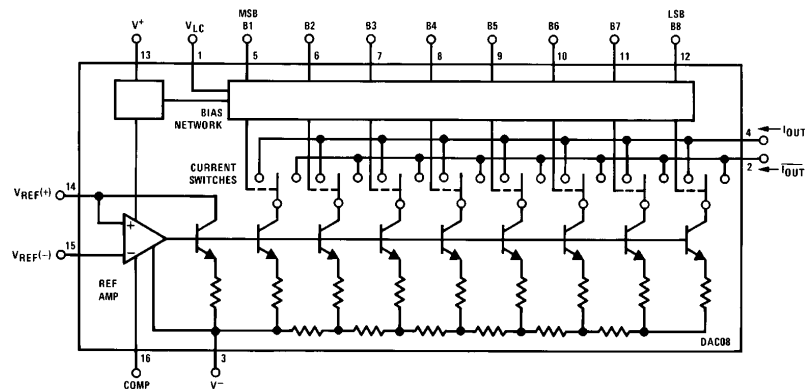 V+
VLC
MSB
B1
B2
B3
B4
B5
B6
B7
LSB
B8
13
1
5
6
7
8
9
10
11
12
BIAS
NETWORK
4
IOUT
CURRENT
SWITCHES
2
IOUT
VREF(+)
14
+
15
VREF(−)
−
REF
AMP
DAC08
16
COMP
3
V−